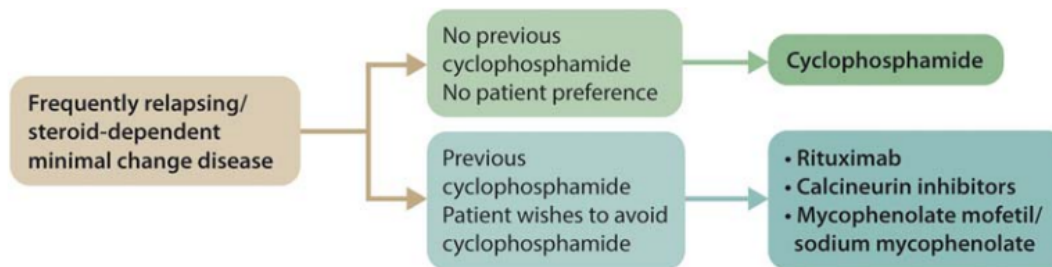 Frequently relapsing/
steroid-dependent
minimal change disease
No previous
cyclophosphamide
No patient preference
Cyclophosphamide
Previous
cyclophosphamide
Patient wishes to avoid
cyclophosphamide
• Rituximab
• Calcineurin inhibitors
• Mycophenolate mofetil/
sodium mycophenolate